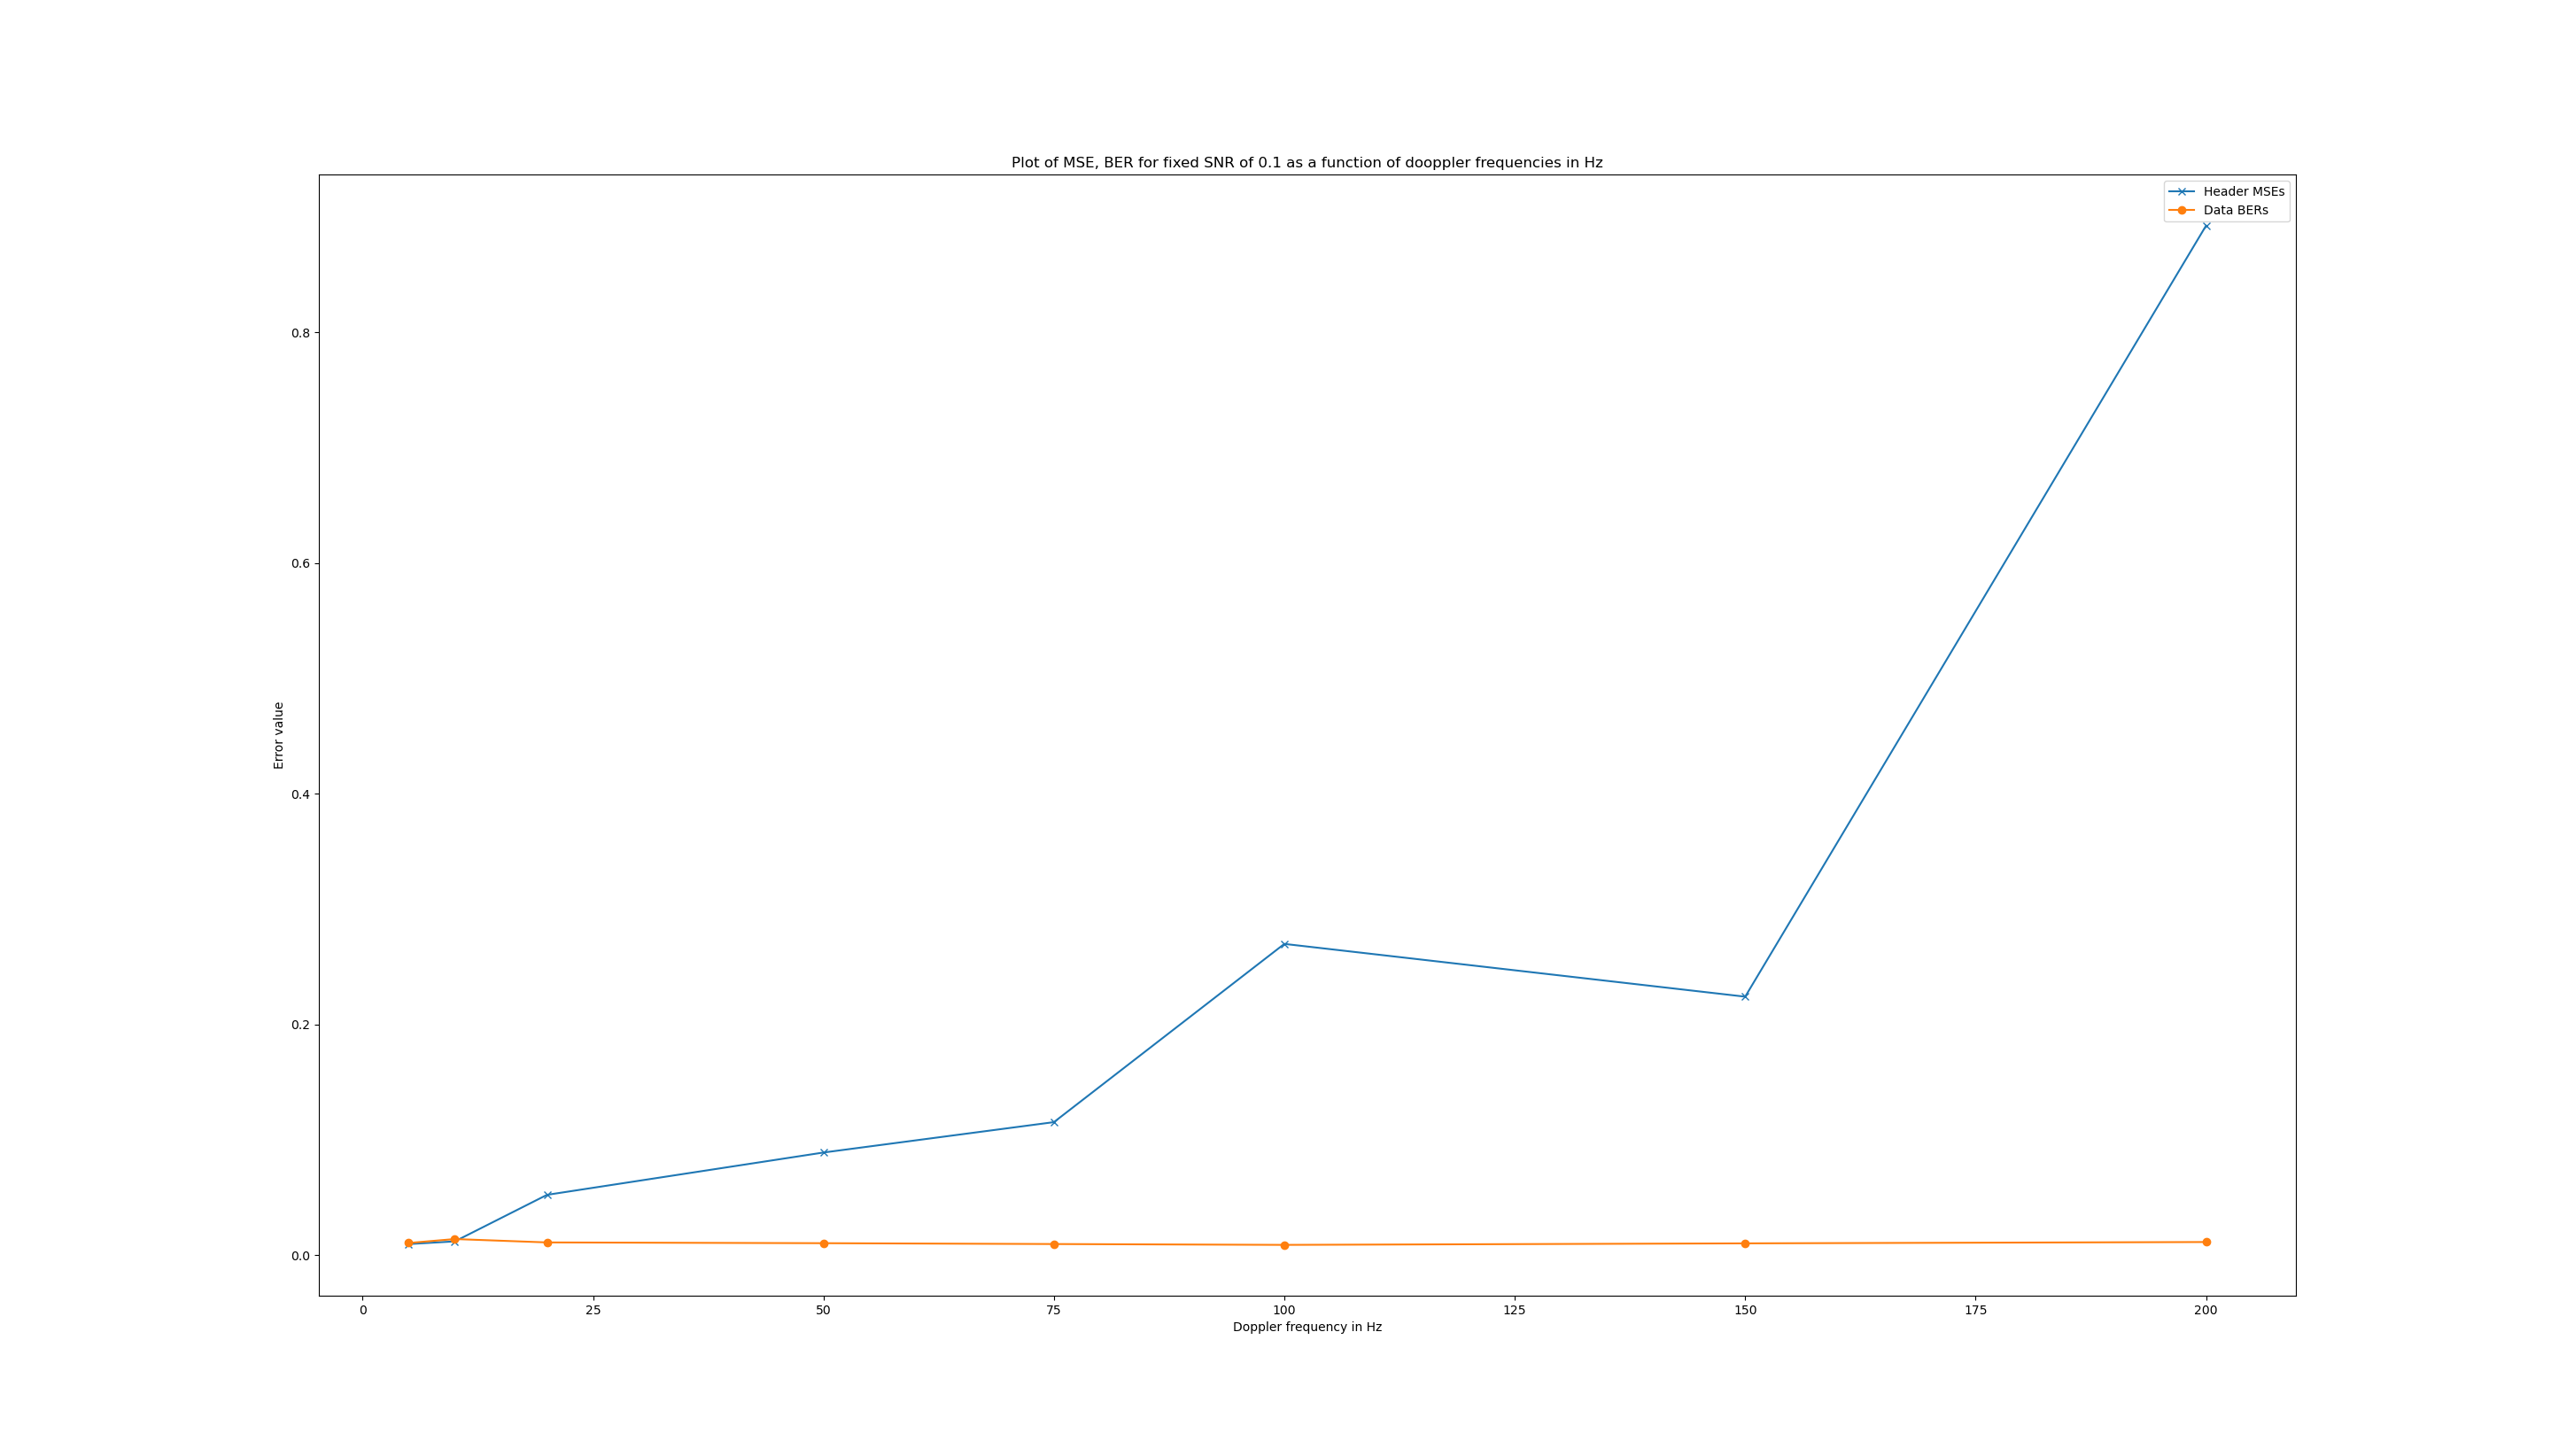 Plot of MSE, BER for fixed SNR of 0.1 as a function of dooppler frequencies in Hz
Header MSEs
Data BERs
0.8
0.6
0.4
0.2
0.0
Error value
0 25 50 75 100 125 150 175 200
Doppler frequency in Hz